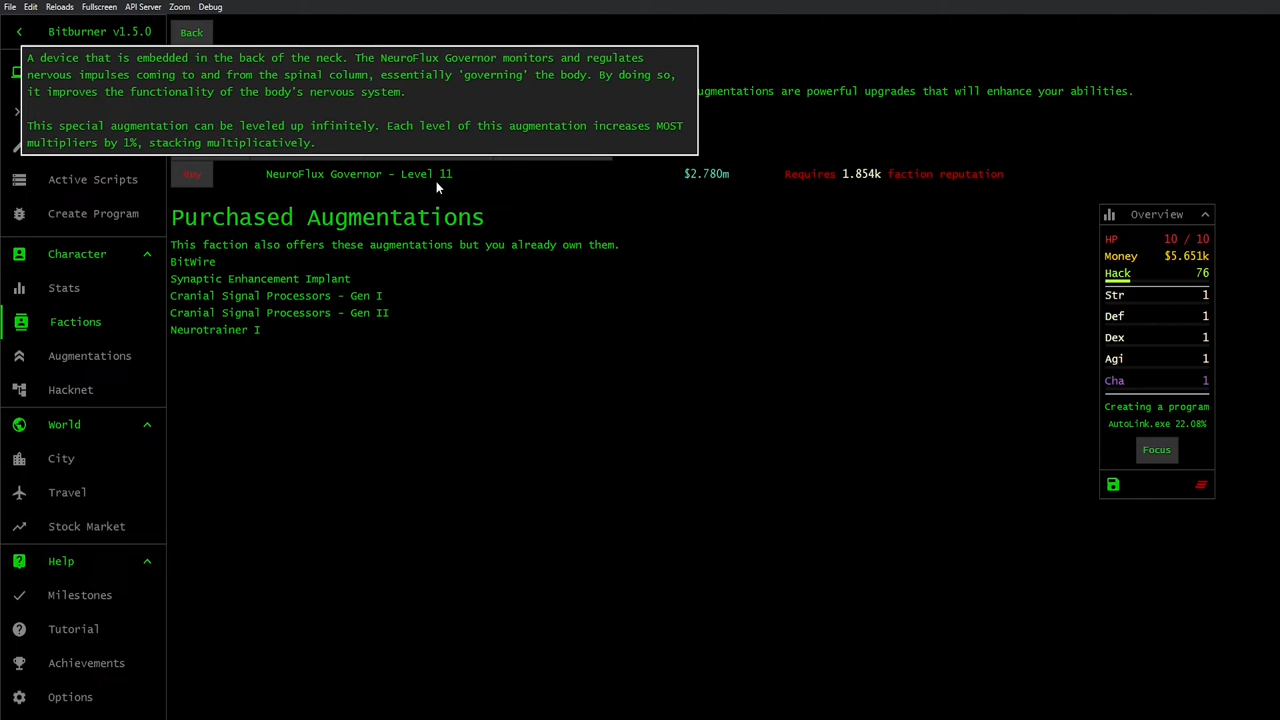 File Edit Reloads Fullscreen API Server Zoom Debug
Bitburner v1.5.0
Back
A device that is embedded in the back of the neck. The NeuroFlux Governor monitors and regulates
nervous impulses coming to and from the spinal column, essentially 'governing' the body. By doing so,
it improves the functionality of the body's nervous system.
This special augmentation can be leveled up infinitely. Each level of this augmentation increases MOST
multipliers by 1%, stacking multiplicatively.
ugmentations are powerful upgrades that will enhance your abilities.
Buy NeuroFlux Governor - Level 11 $2.780m Requires 1.854k faction reputation
Purchased Augmentations
This faction also offers these augmentations but you already own them.
BitWire
Synaptic Enhancement Implant
Cranial Signal Processors - Gen I
Cranial Signal Processors - Gen II
Neurotrainer I
Active Scripts
Create Program
Character
Stats
Factions
Augmentations
Hacknet
World
City
Travel
Stock Market
Help
Milestones
Tutorial
Achievements
Options
Overview
HP 10 / 10
Money $5.651k
Hack 76
Str 1
Def 1
Dex 1
Agi 1
Cha 1
Creating a program
AutoLink.exe 22.08%
Focus